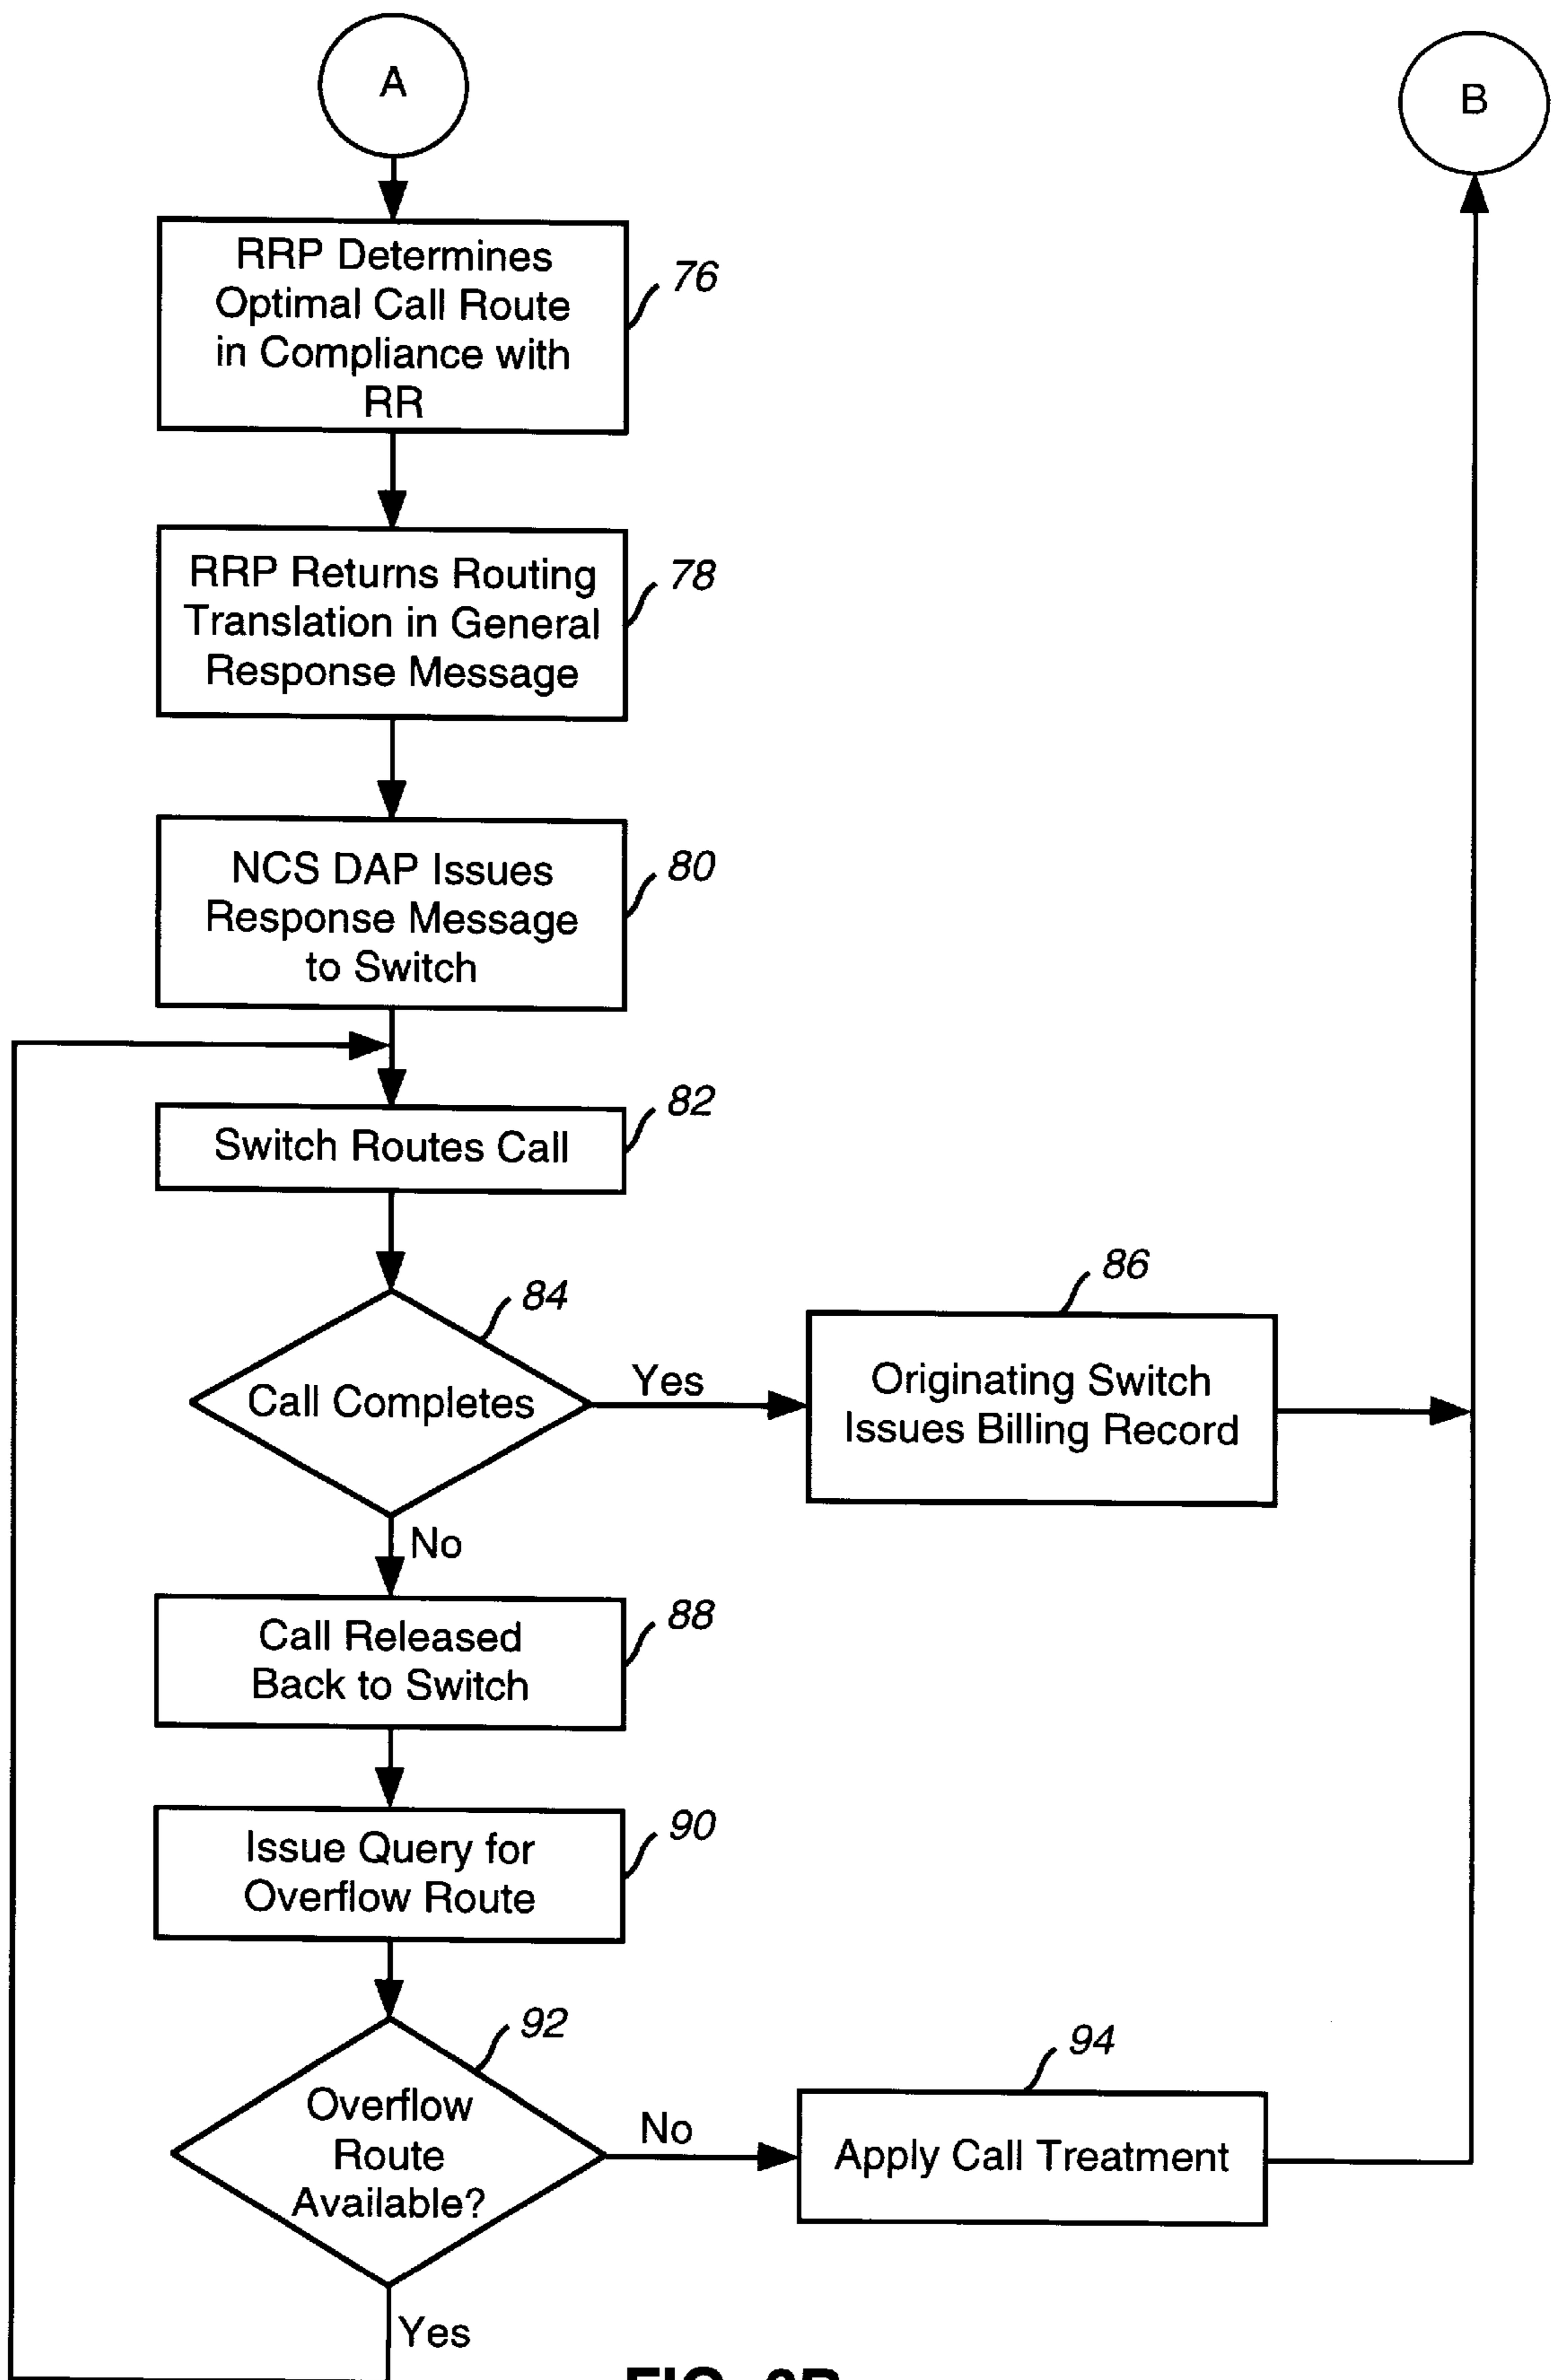 A
B
RRP Determines
Optimal Call Route
in Compliance with
RR
76
RRP Returns Routing
Translation in General
Response Message
78
NCS DAP Issues
Response Message
to Switch
80
Switch Routes Call
82
Call Completes
84
Yes
Originating Switch
Issues Billing Record
86
No
Call Released
Back to Switch
88
Issue Query for
Overflow Route
90
Overflow
Route
Available?
92
No
Apply Call Treatment
94
Yes